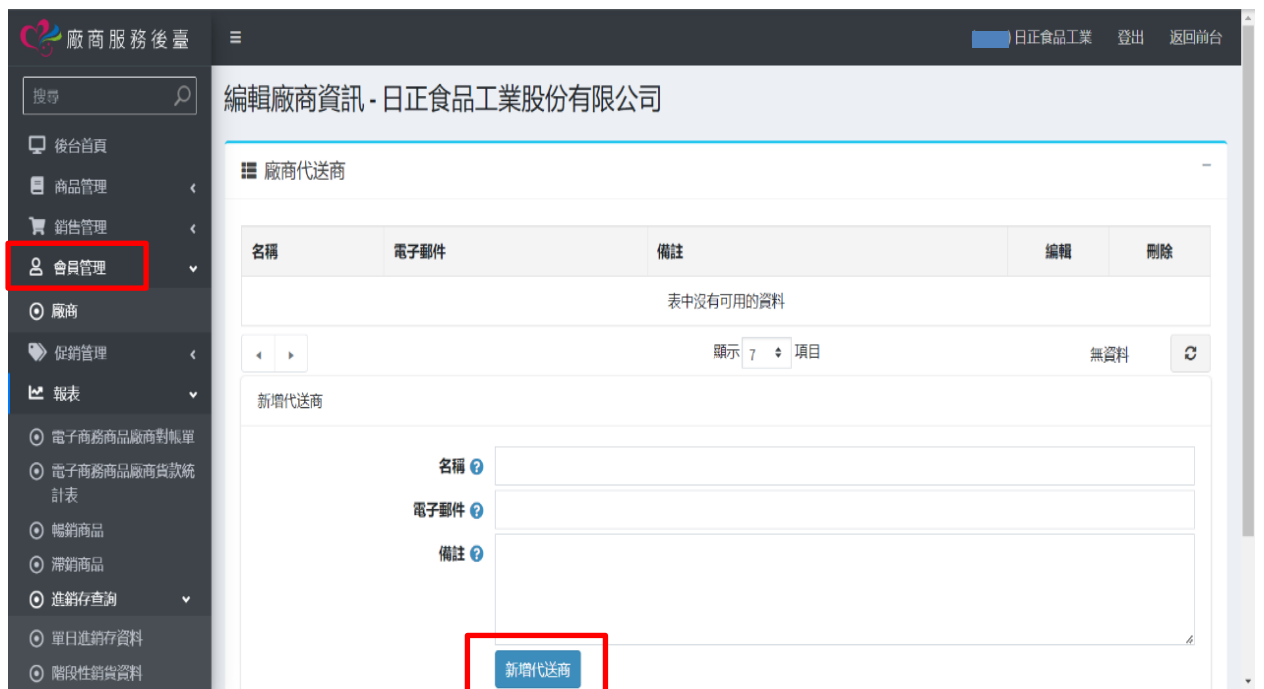 廠商服務後臺
日正食品工業 登出 返回前台
搜尋
編輯廠商資訊 - 日正食品工業股份有限公司
後台首頁
商品管理
銷售管理
會員管理
廠商
促銷管理
報表
電子商務商品廠商對帳單
電子商務商品廠商貨款統
計表
暢銷商品
滯銷商品
進銷存查詢
單日進銷存資料
階段性銷貨資料
廠商代送商
名稱 電子郵件 備註 編輯 刪除
表中沒有可用的資料
顯示 7 項目 無資料
新增代送商
名稱
電子郵件
備註
新增代送商